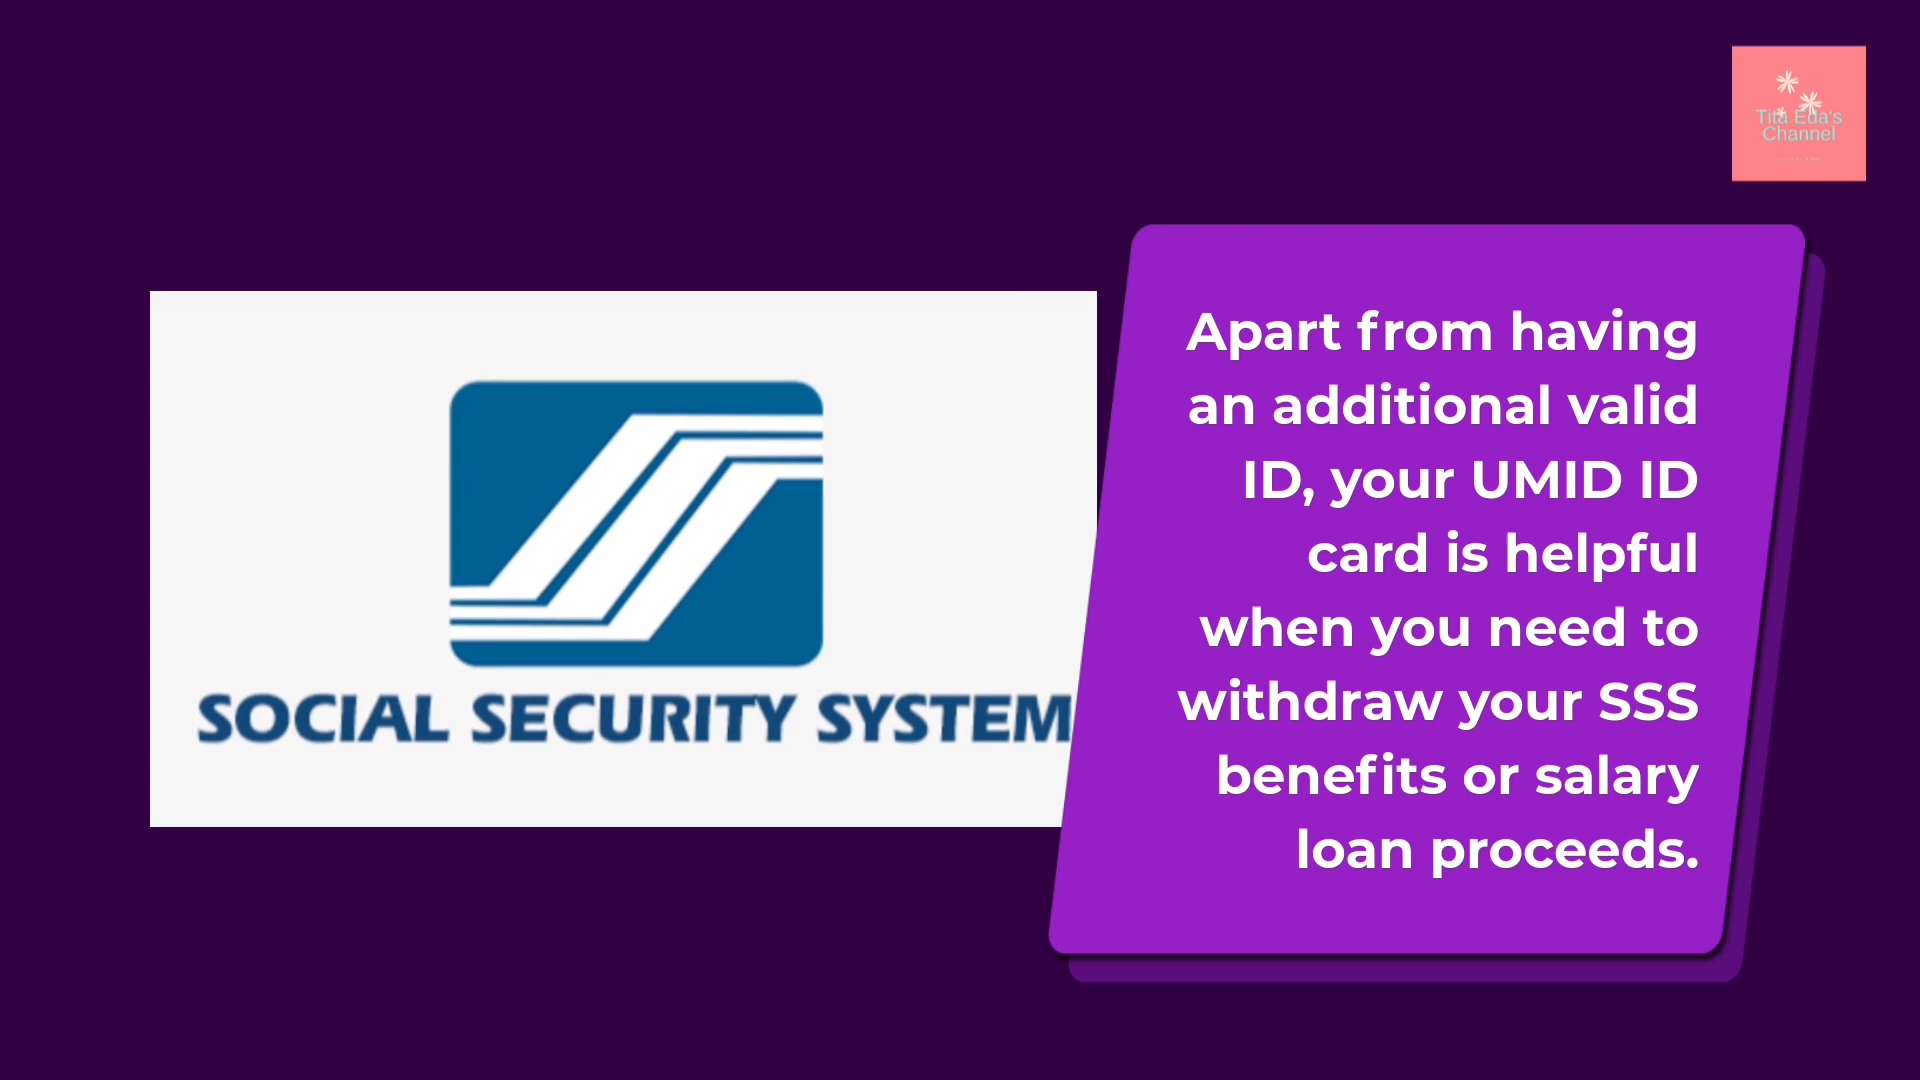 Tita Eda's
Channel
SOCIAL SECURITY SYSTEM
Apart from having
an additional valid
ID, your UMID ID
card is helpful
when you need to
withdraw your SSS
benefits or salary
loan proceeds.